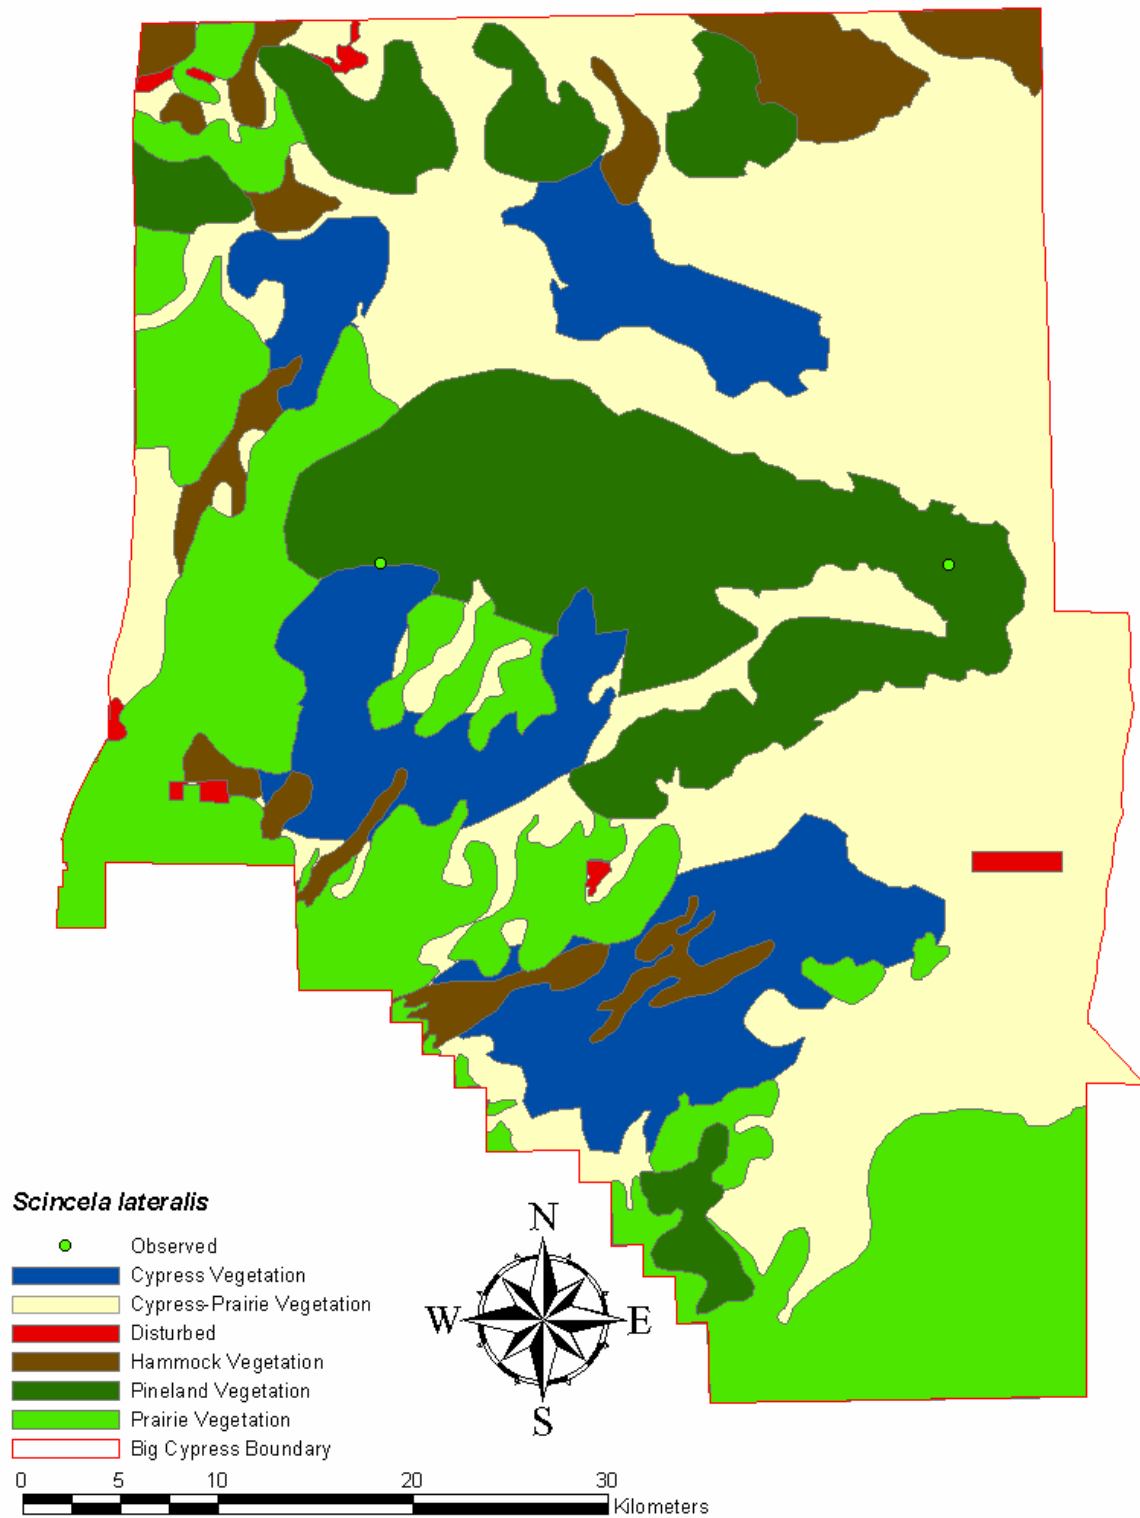 Scincela lateralis
Observed
Cypress Vegetation
Cypress-Prairie Vegetation
Disturbed
Hammock Vegetation
Pineland Vegetation
Prairie Vegetation
Big Cypress Boundary
N
W E
S
0 5 10 20 30
Kilometers